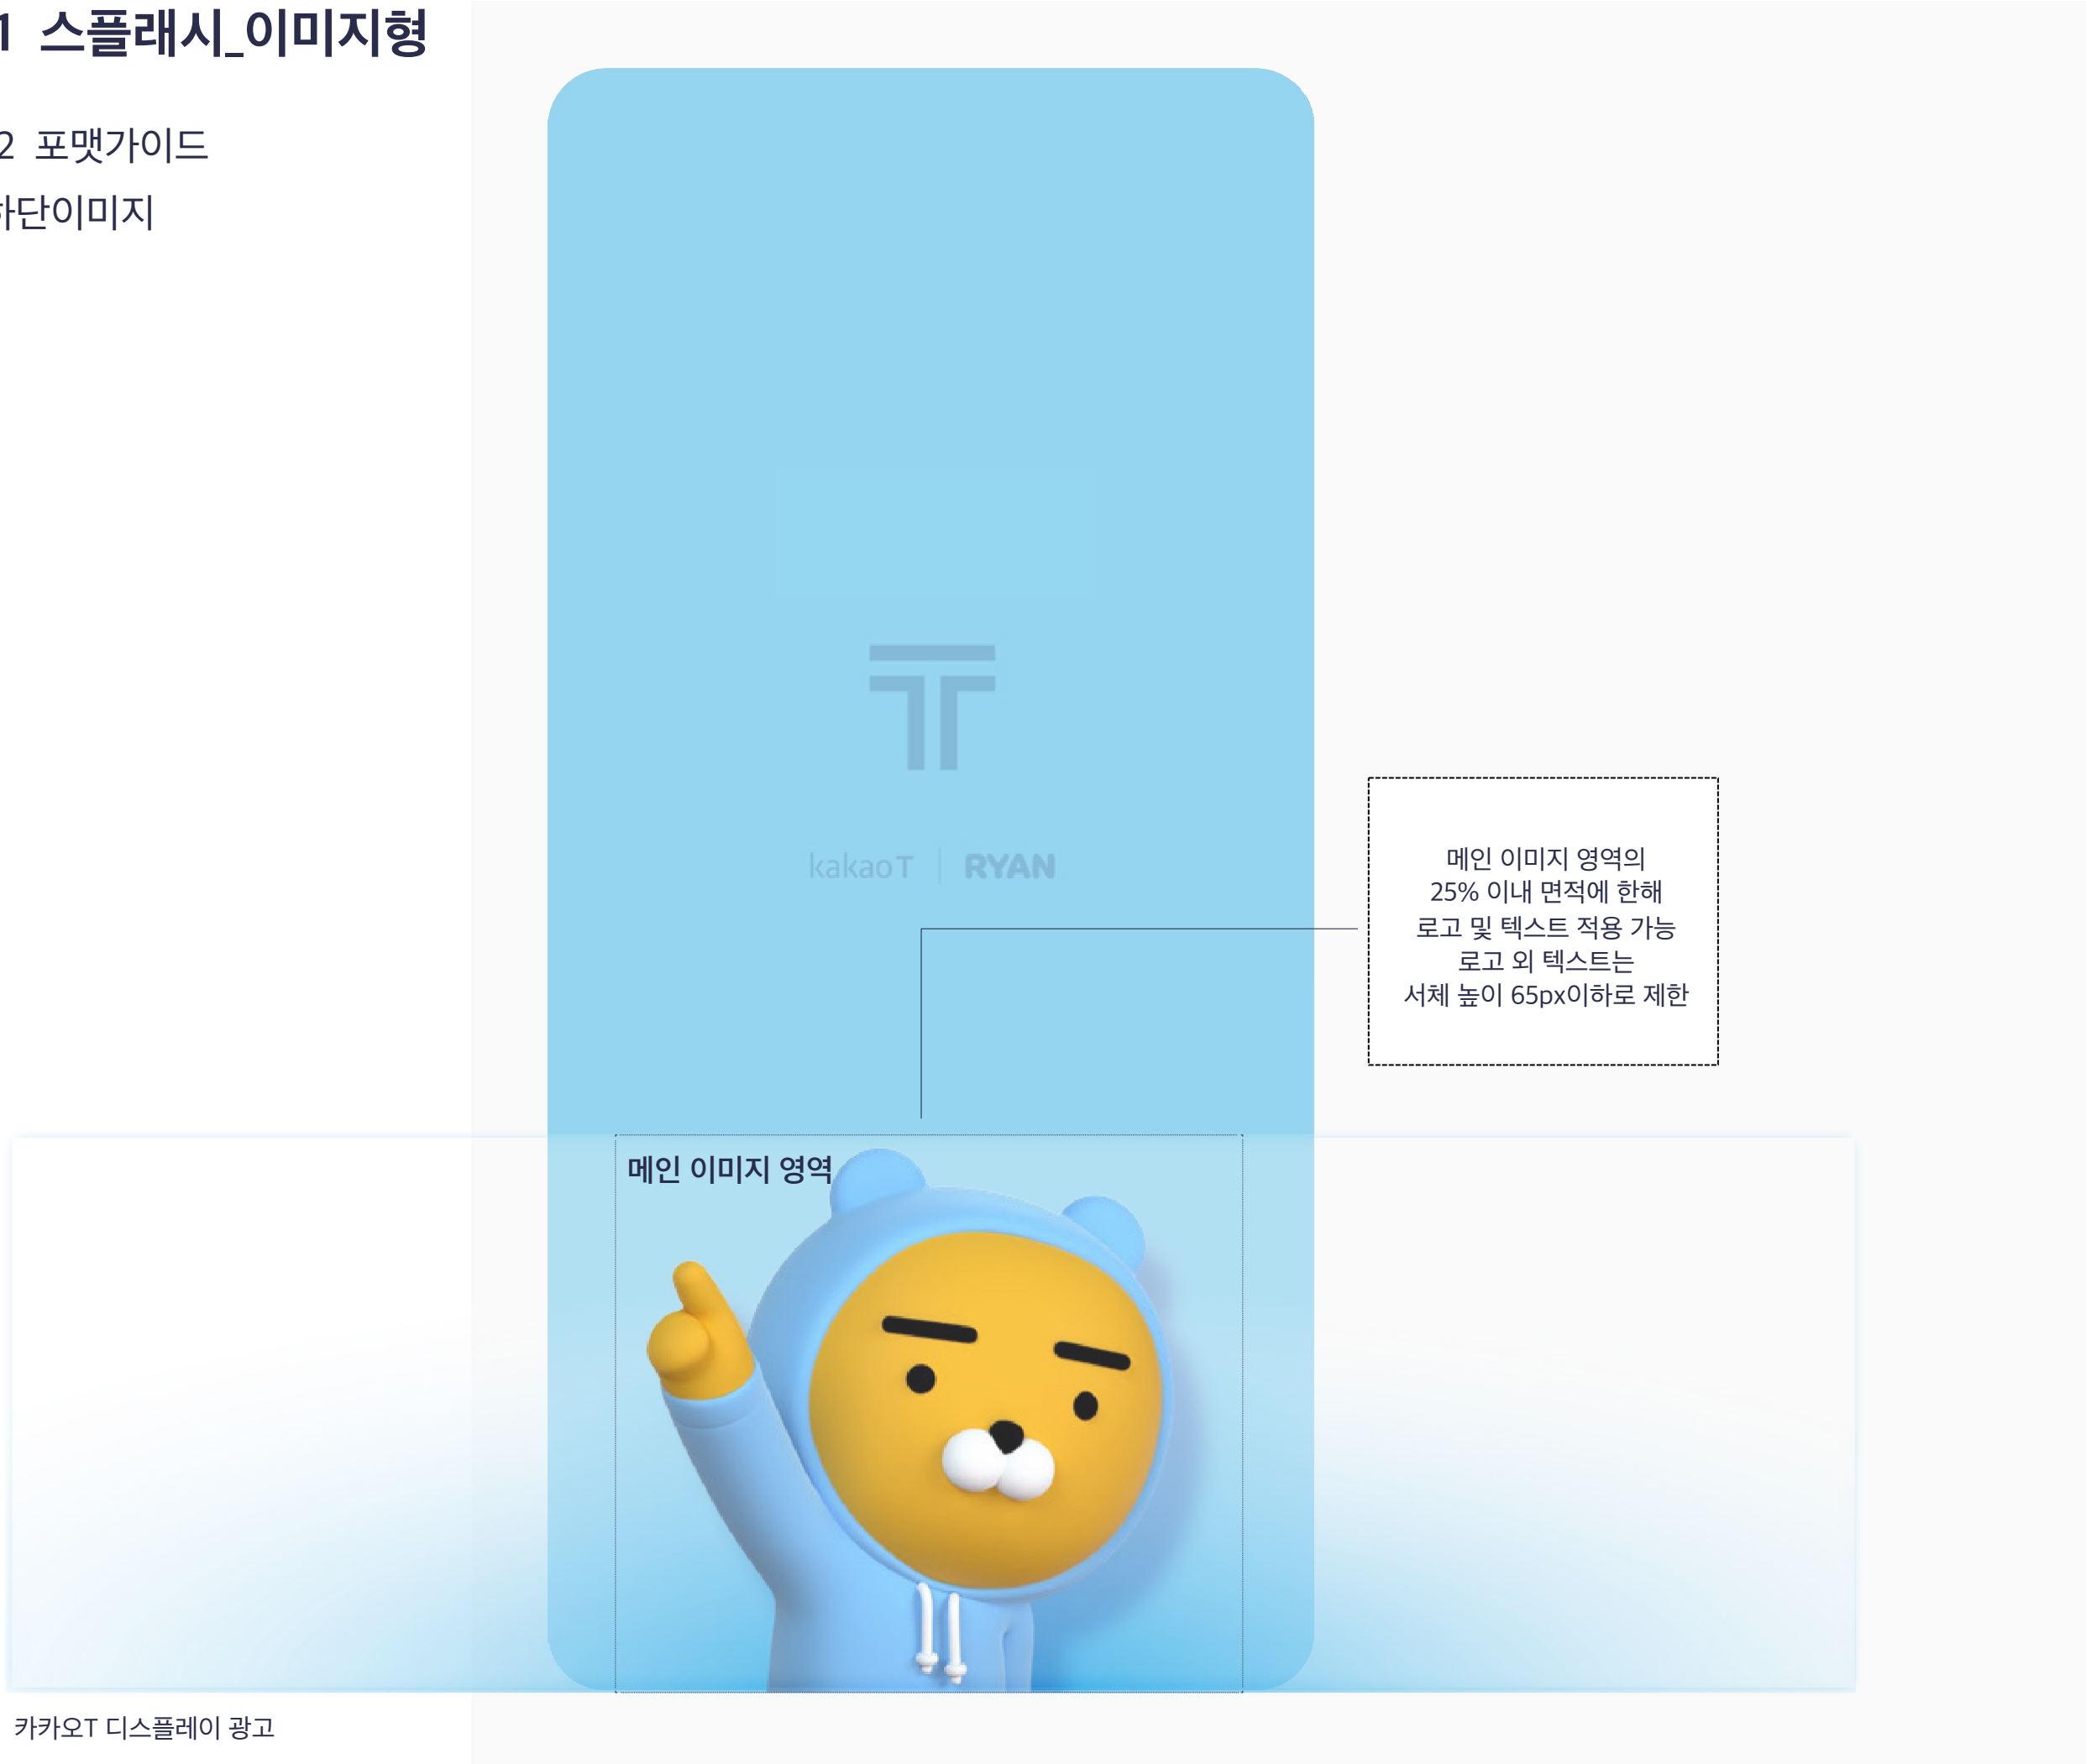 1 스플래시_이미지형
2 포맷가이드
하단이미지
kakao T | RYAN
메인 이미지 영역의
25% 이내 면적에 한해
로고 및 텍스트 적용 가능
로고 외 텍스트는
서체 높이 65px이하로 제한
메인 이미지 영역
카카오T 디스플레이 광고